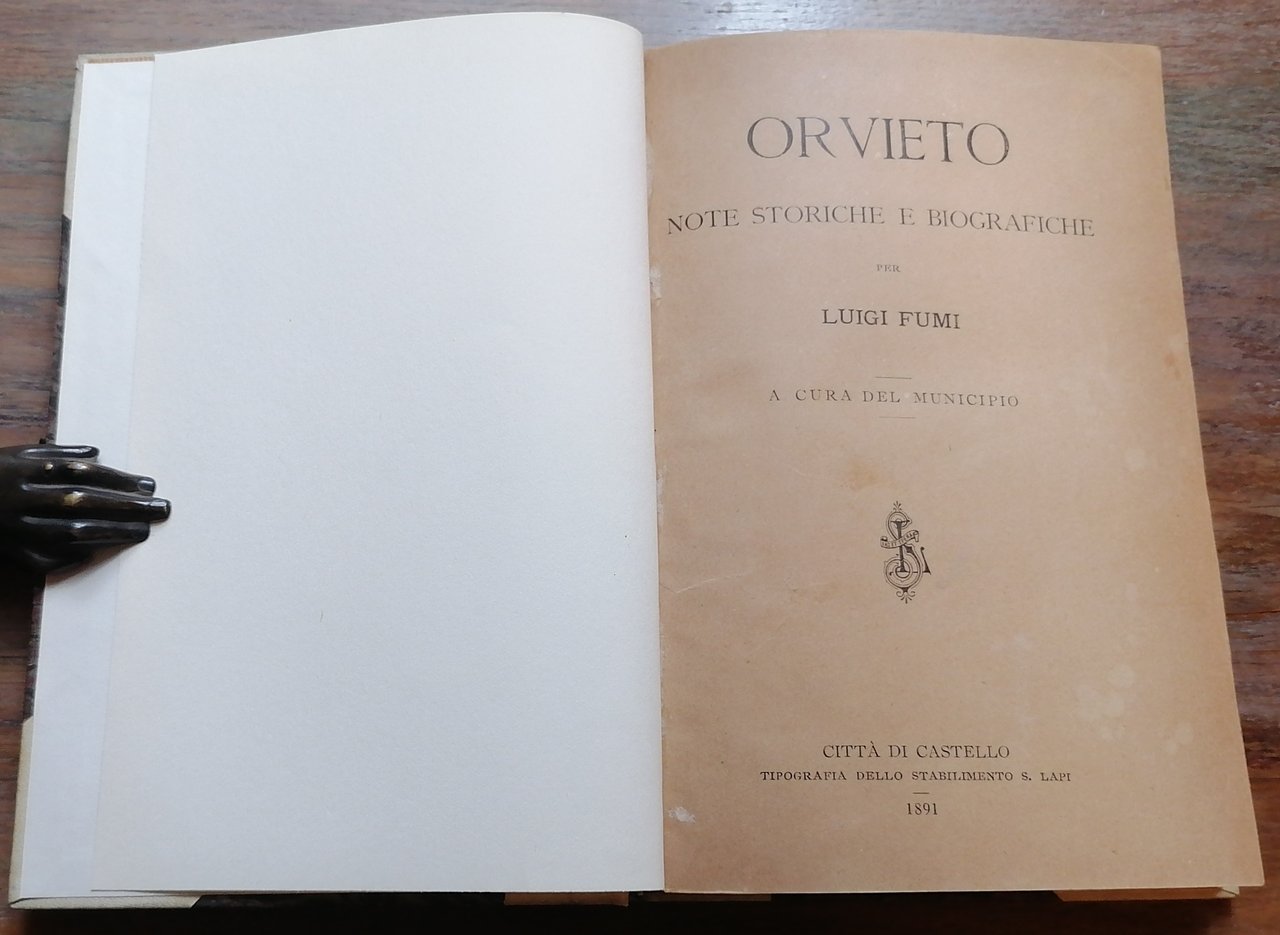 ORVIETO
NOTE STORICHE E BIOGRAFICHE
PER
LUIGI FUMI
A CURA DEL MUNICIPIO
CITTÀ DI CASTELLO
TIPOGRAFIA DELLO STABILIMENTO S. LAPI
1891